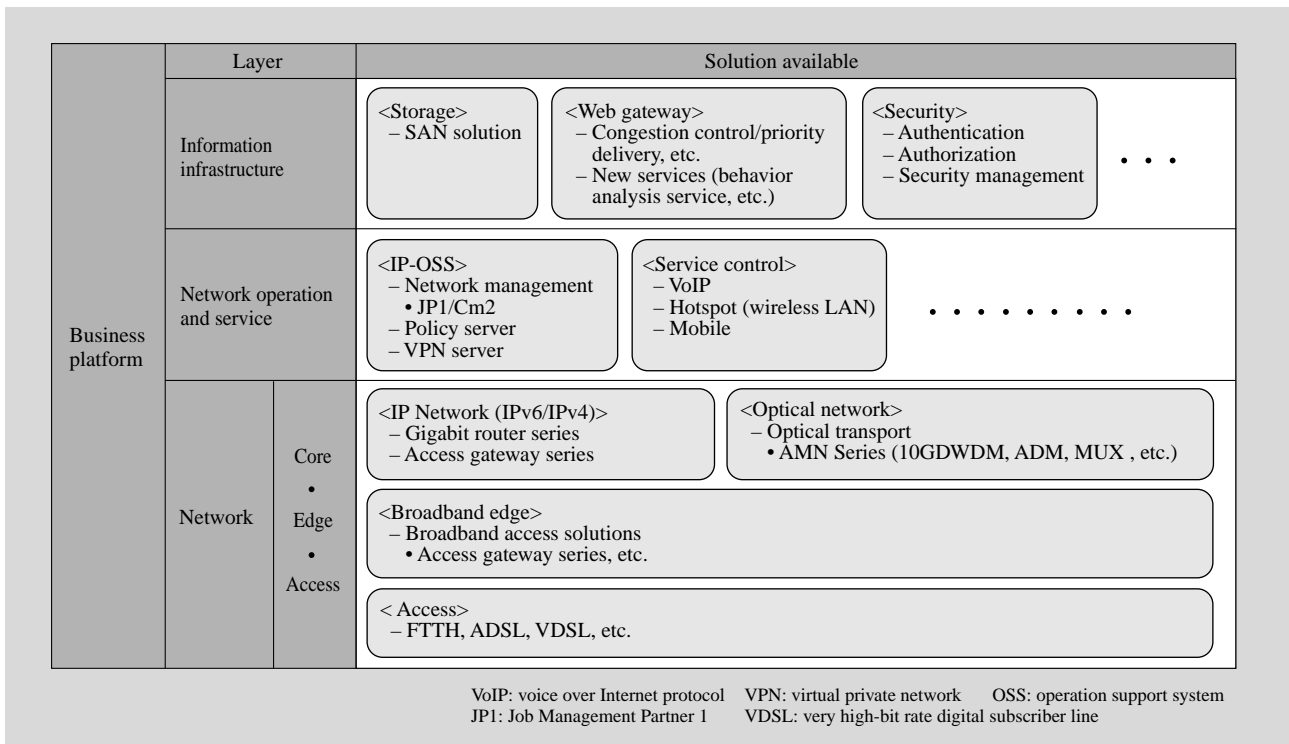 Layer
Solution available
Business
platform
Information
infrastructure
<Storage>
– SAN solution
<Web gateway>
– Congestion control/priority
delivery, etc.
– New services (behavior
analysis service, etc.)
<Security>
– Authentication
– Authorization
– Security management
• • •
Network operation
and service
<IP-OSS>
– Network management
• JP1/Cm2
– Policy server
– VPN server
<Service control>
– VoIP
– Hotspot (wireless LAN)
– Mobile
• • • • • • • • •
Network
Core
•
Edge
•
Access
<IP Network (IPv6/IPv4)>
– Gigabit router series
– Access gateway series
<Optical network>
– Optical transport
• AMN Series (10GDWDM, ADM, MUX , etc.)
<Broadband edge>
– Broadband access solutions
• Access gateway series, etc.
< Access>
– FTTH, ADSL, VDSL, etc.
VoIP: voice over Internet protocol VPN: virtual private network OSS: operation support system
JP1: Job Management Partner 1 VDSL: very high-bit rate digital subscriber line